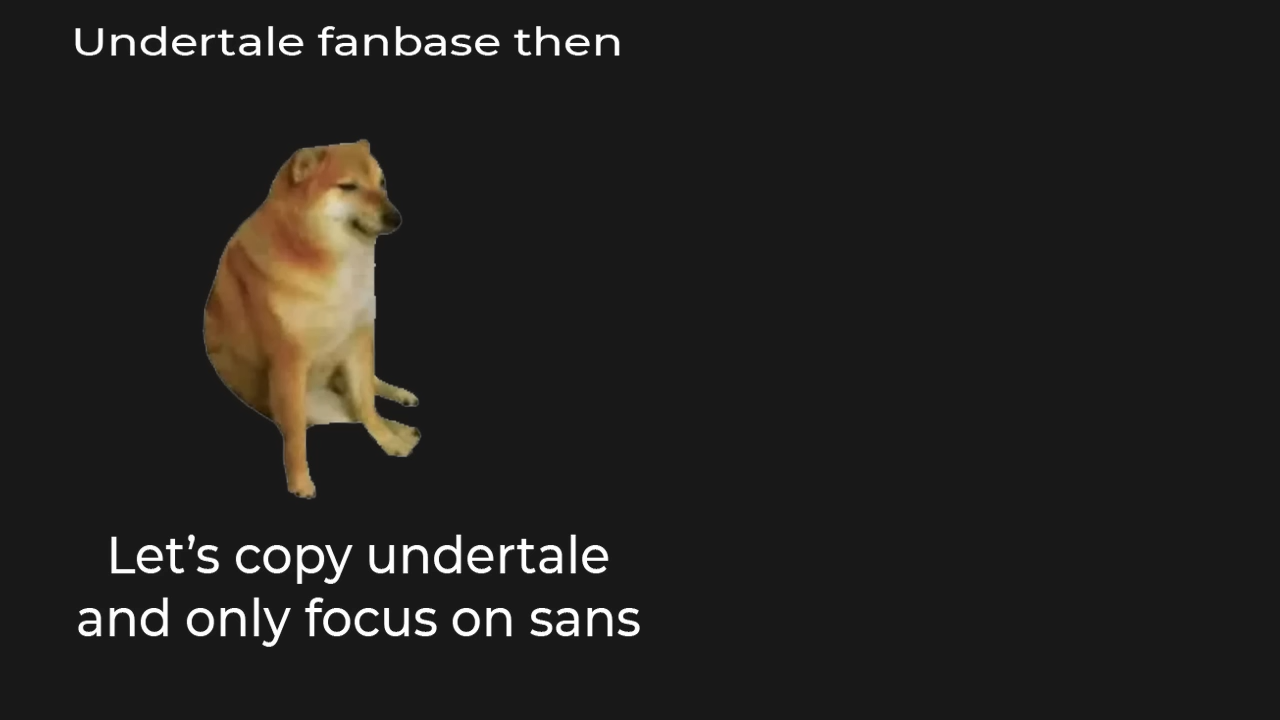 Undertale fanbase then
Let’s copy undertale
and only focus on sans